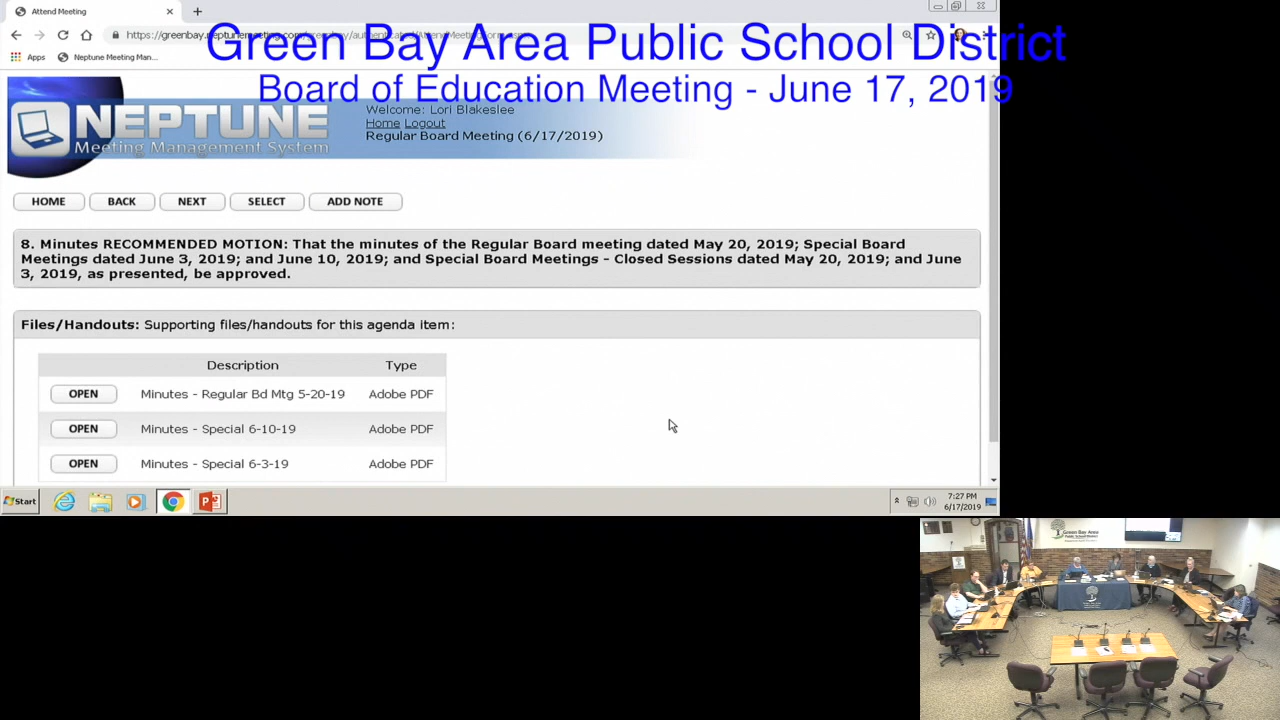 Attend Meeting
Green Bay Area Public School District
Apps
Neptune Meeting Man...
Board of Education Meeting - June 17, 2019
NEPTUNE
Meeting Management System
Welcome: Lori Blakeslee
Home Logout
Regular Board Meeting (6/17/2019)
HOME BACK NEXT SELECT ADD NOTE
8. Minutes RECOMMENDED MOTION: That the minutes of the Regular Board meeting dated May 20, 2019; Special Board
Meetings dated June 3, 2019; and June 10, 2019; and Special Board Meetings - Closed Sessions dated May 20, 2019; and June
3, 2019, as presented, be approved.
Files/Handouts: Supporting files/handouts for this agenda item:
Description Type
OPEN Minutes - Regular Bd Mtg 5-20-19 Adobe PDF
OPEN Minutes - Special 6-10-19 Adobe PDF
OPEN Minutes - Special 6-3-19 Adobe PDF
Start
7:27 PM
6/17/2019
Green Bay Area
Public School District